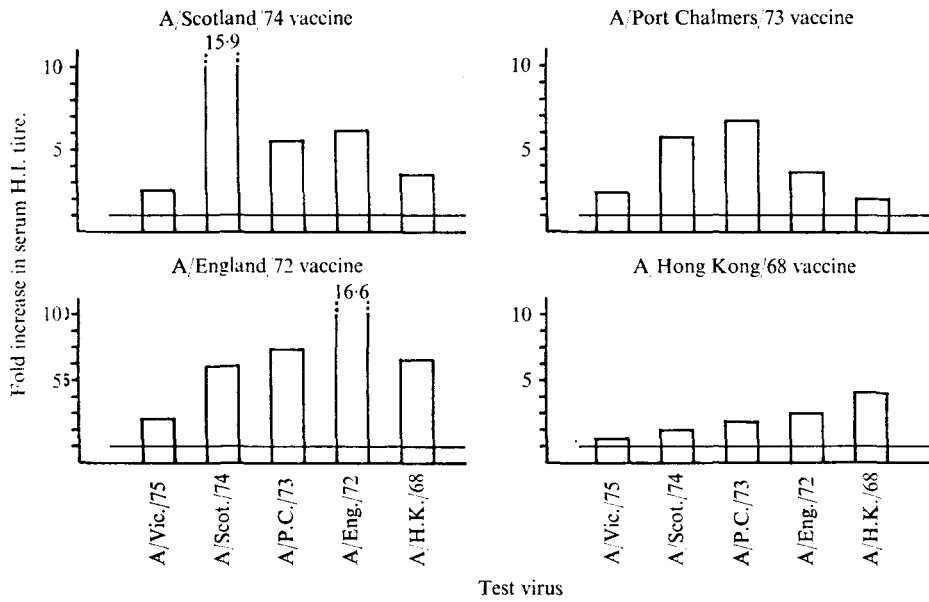 A/Scotland/74 vaccine
A/Port Chalmers/73 vaccine
15·9
10
5
10
5
Fold increase in serum H.I. titre.
A/England/72 vaccine
A Hong Kong/68 vaccine
16·6
100
55
10
5
A/Vic./75
A/Scot./74
A/P.C./73
A/Eng./72
A/H.K./68
A/Vic./75
A/Scot./74
A/P.C./73
A/Eng./72
A/H.K./68
Test virus